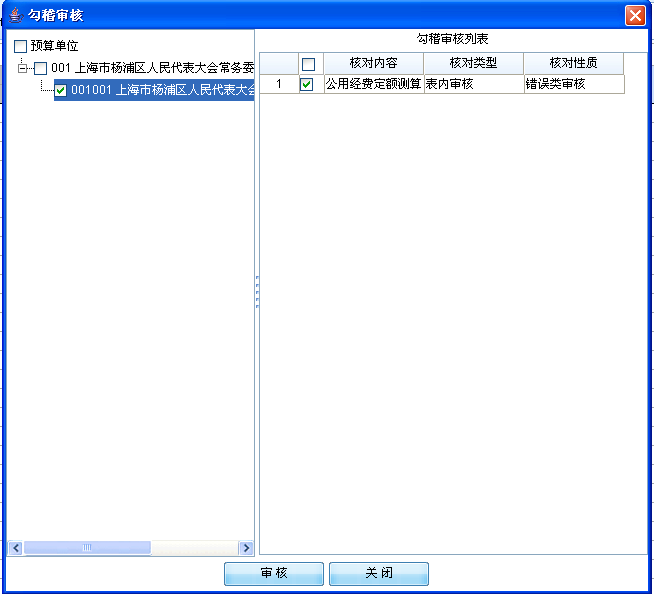 勾稽审核
预算单位
001 上海市杨浦区人民代表大会常务委
001001 上海市杨浦区人民代表大会
勾稽审核列表
核对内容 核对类型 核对性质
1 公用经费定额测算 表内审核 错误类审核
审 核 关 闭